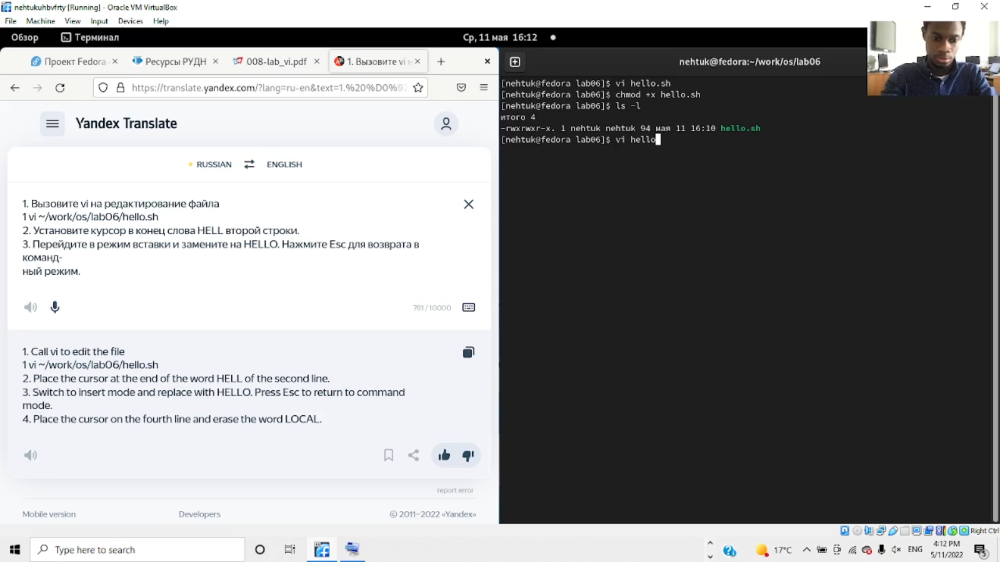 nehtukuhbvfrty [Running] - Oracle VM VirtualBox
File Machine View Input Devices Help
Обзор Терминал Ср, 11 мая 16:12
Проект Fedora - Ресурсы РУДН 008-lab_vi.pdf 1. Вызовите vi н
nehtuk@fedora:~/work/os/lab06
https://translate.yandex.com/?lang=ru-en&text=1.%20%D0%92
Yandex Translate
RUSSIAN ENGLISH
1. Вызовите vi на редактирование файла
1 vi ~/work/os/lab06/hello.sh
2. Установите курсор в конец слова HELL второй строки.
3. Перейдите в режим вставки и замените на HELLO. Нажмите Esc для возврата в
команд-
ный режим.
761/10000
1. Call vi to edit the file
1 vi ~/work/os/lab06/hello.sh
2. Place the cursor at the end of the word HELL of the second line.
3. Switch to insert mode and replace with HELLO. Press Esc to return to command
mode.
4. Place the cursor on the fourth line and erase the word LOCAL.
report error
Mobile version Developers © 2011–2022 «Yandex»
[nehtuk@fedora lab06]$ vi hello.sh
[nehtuk@fedora lab06]$ chmod +x hello.sh
[nehtuk@fedora lab06]$ ls -l
итого 4
-rwxrwxr-x. 1 nehtuk nehtuk 94 мая 11 16:10 hello.sh
[nehtuk@fedora lab06]$ vi hello
Right Ctrl
Type here to search
17°C
ENG
4:12 PM
5/11/2022
5